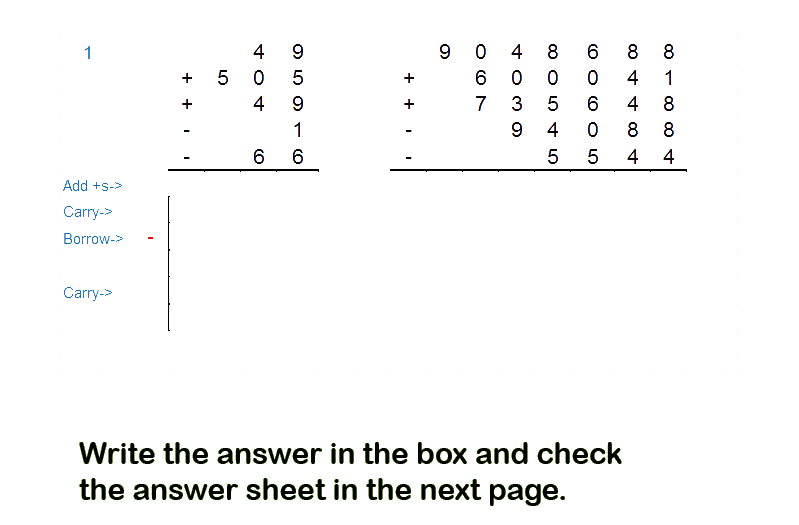 1 4 9 9 0 4 8 6 8 8
+ 5 0 5 + 6 0 0 0 4 1
+ 4 9 + 7 3 5 6 4 8
- 1 - 9 4 0 8 8
- 6 6 - 5 5 4 4
Add +s->
Carry->
Borrow-> -
Carry->
Write the answer in the box and check
the answer sheet in the next page.